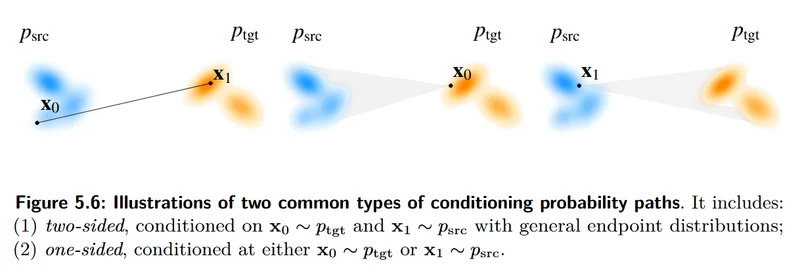 p_src p_tgt p_src p_tgt p_src p_tgt
x_1 x_0 x_1
x_0
Figure 5.6: Illustrations of two common types of conditioning probability paths. It includes:
(1) two-sided, conditioned on x_0 ∼ p_tgt and x_1 ∼ p_src with general endpoint distributions;
(2) one-sided, conditioned at either x_0 ∼ p_tgt or x_1 ∼ p_src.